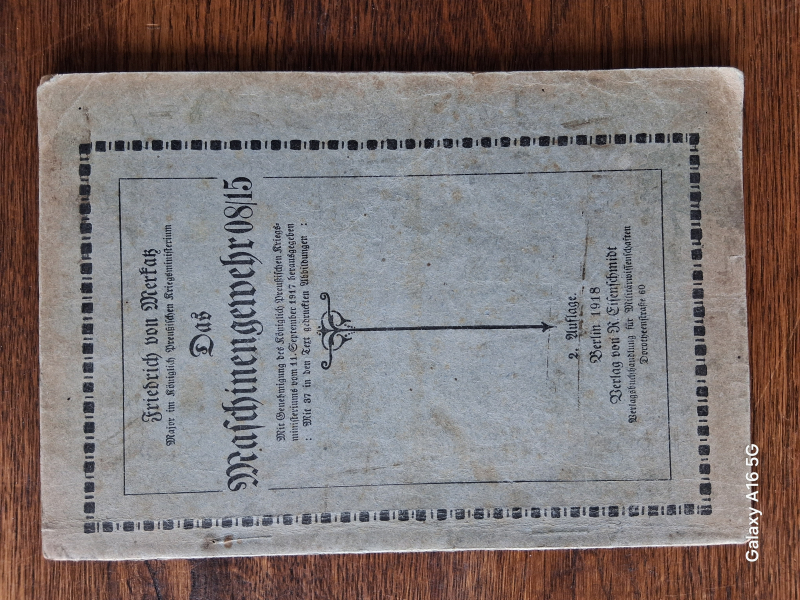 Friedrich von Merkatz
Major im Königlich Preußischen Kriegsministerium
Das
Maschinengewehr 08/15
Mit Genehmigung des Königlich Preußischen Kriegs-
ministeriums vom 11. September 1917 herausgegeben
: Mit 37 in den Text gedruckten Abbildungen :
2. Auflage.
Berlin 1918
Verlag von R. Eisenschmidt
Verlagsbuchhandlung für Militärwissenschaften
Dorotheenstraße 60
Galaxy A16 5G